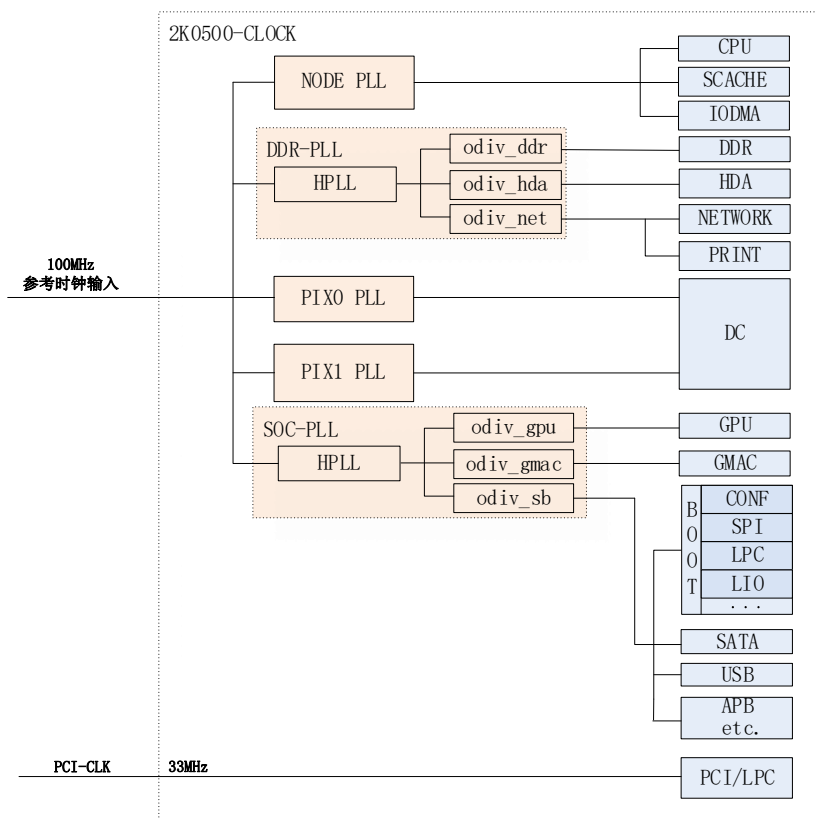 2K0500-CLOCK
CPU
NODE PLL
SCACHE
IODMA
DDR-PLL
odiv_ddr
DDR
HPLL
odiv_hda
HDA
odiv_net
NETWORK
PRINT
100MHz
参考时钟输入
PIX0 PLL
DC
PIX1 PLL
SOC-PLL
odiv_gpu
GPU
HPLL
odiv_gmac
GMAC
odiv_sb
BOOT
CONF
SPI
LPC
LIO
...
SATA
USB
APB
etc.
PCI-CLK
33MHz
PCI/LPC